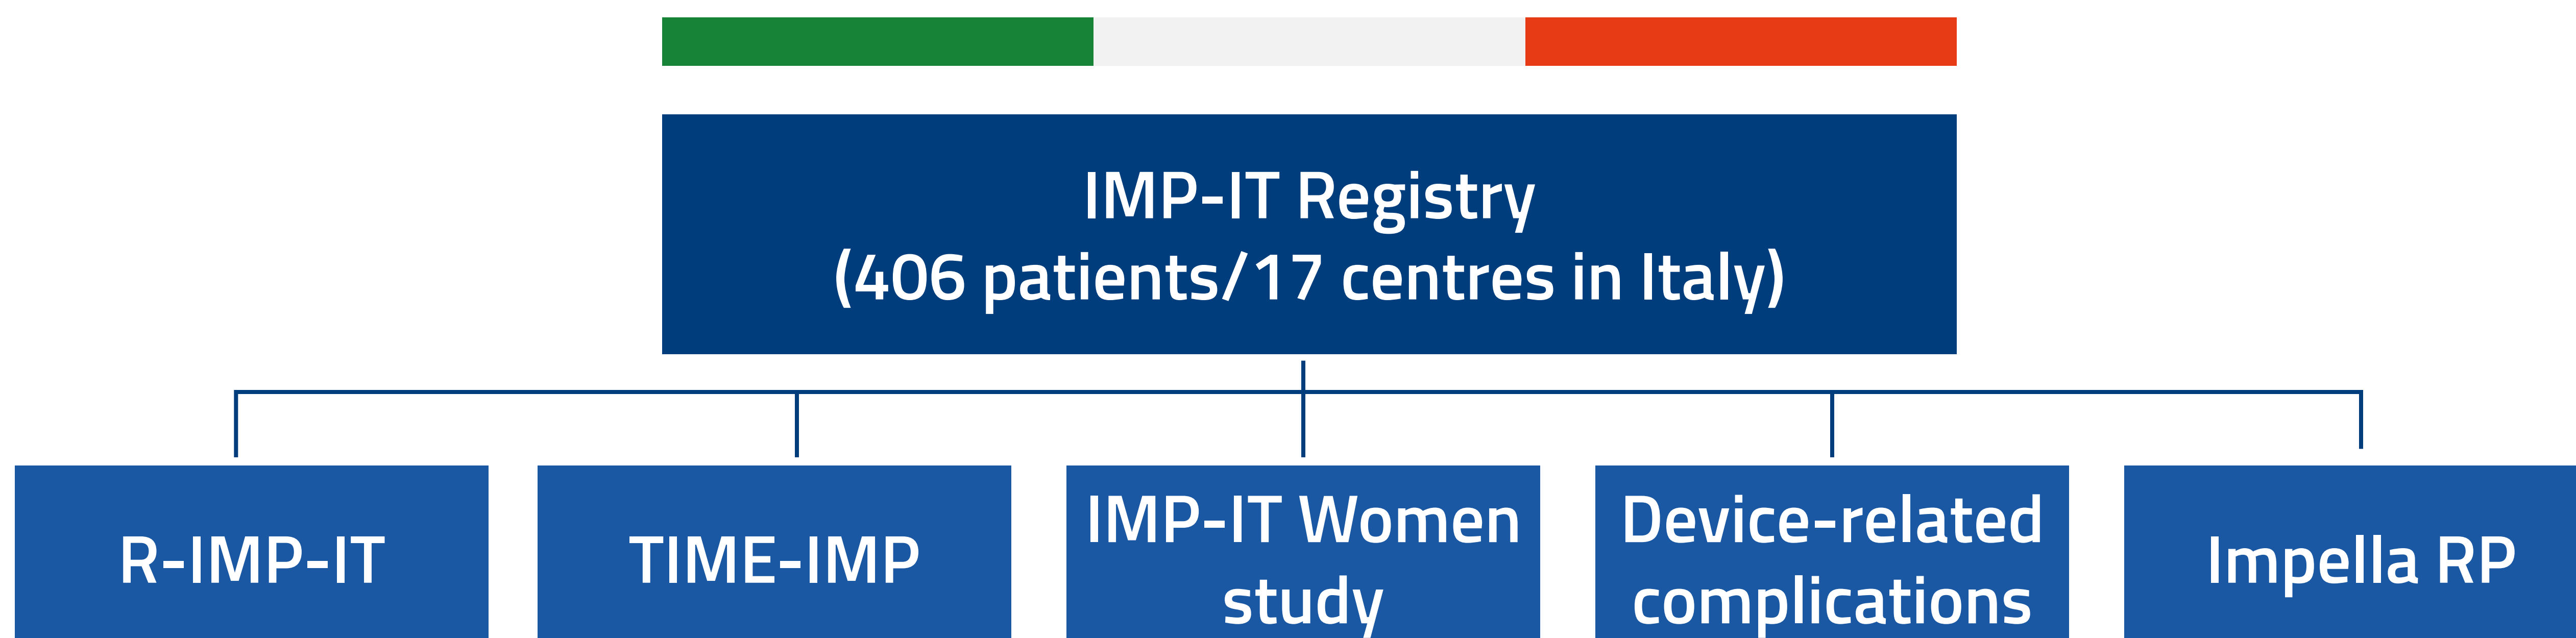 IMP-IT Registry
(406 patients/17 centres in Italy)
R-IMP-IT
TIME-IMP
IMP-IT Women
study
Device-related
complications
Impella RP